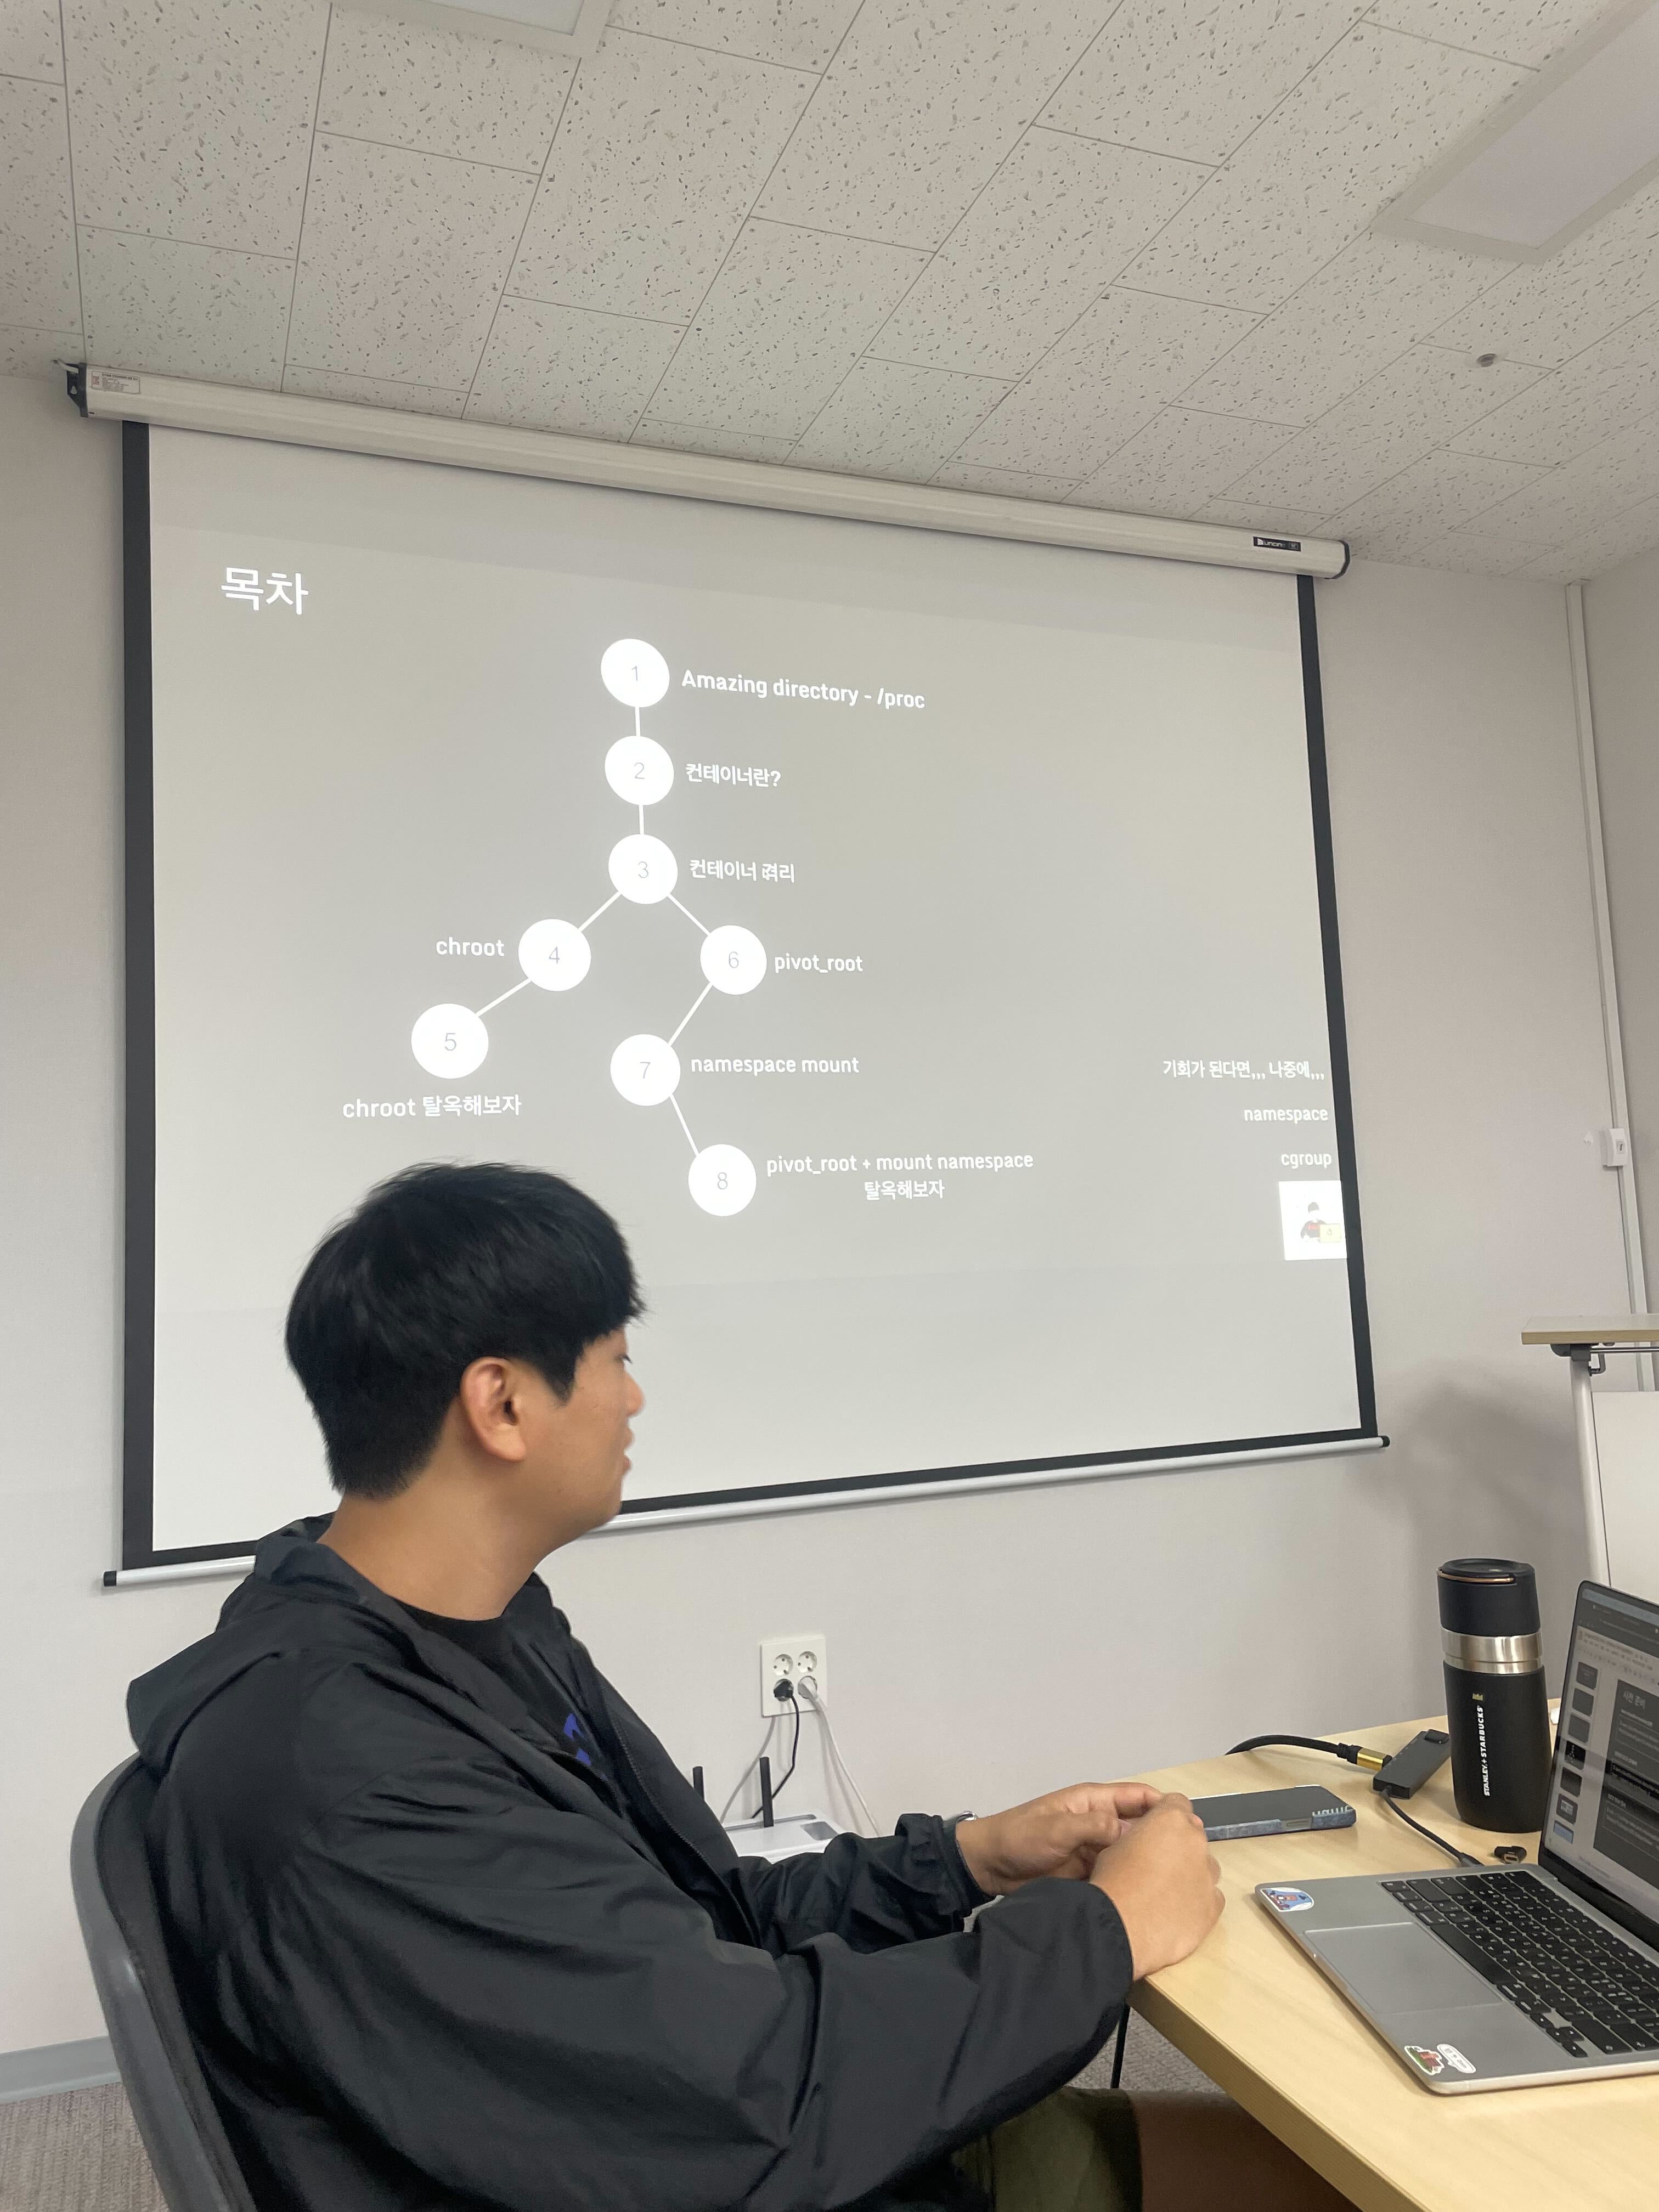 목차
1
Amazing directory - /proc
2
컨테이너란?
3
컨테이너 격리
chroot
4
6
pivot_root
5
chroot 탈옥해보자
7
namespace mount
8
pivot_root + mount namespace
탈옥해보자
기회가 된다면,,, 나중에,,,
namespace
cgroup
STANLEY + STARBUCKS